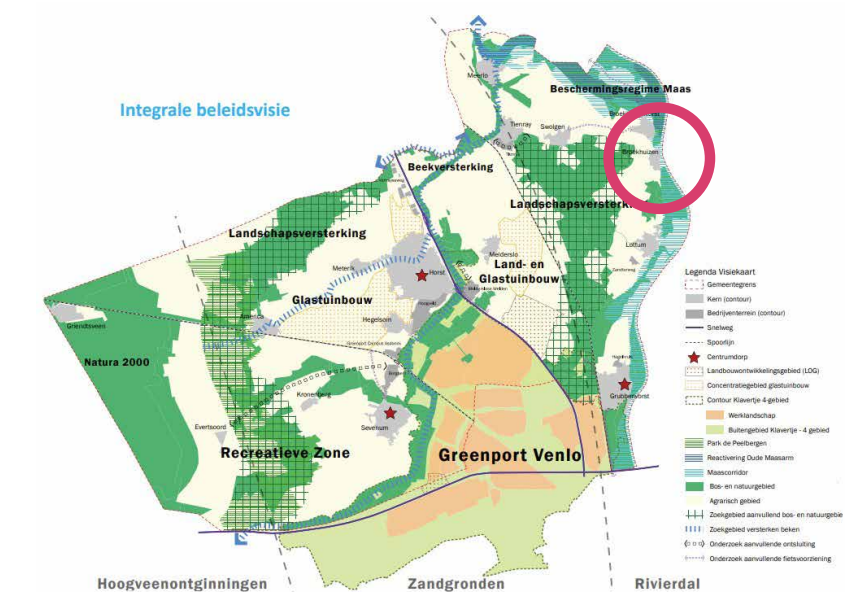 Integrale beleidsvisie
Meerlo
Beschermingsregime Maas
Tienray
Swolgen
Broekhuizen
Beekversterking
Landschapsversterking
Landschapsversterk
Lottum
Melderslo
Meterik
Horst
Land- en
Glastuinbouw
Glastuinbouw
Hegelsom
America
Griendtsveen
Natura 2000
Kronenberg
Evertsoord
Sevenum
Grubbenvorst
Recreatieve Zone
Greenport Venlo
Legenda Visiekaart
Gemeentegrens
Kern (contour)
Bedrijventerrein (contour)
Snelweg
Spoorlijn
Centrumdorp
Landbouwontwikkelingsgebied (LOG)
Concentratiegebied glastuinbouw
Contour Klavertje 4-gebied
Werklandschap
Buitengebied Klavertje - 4 gebied
Park de Peelbergen
Reactivering Oude Maasarm
Maascorridor
Bos- en natuurgebied
Agrarisch gebied
Zoekgebied aanvullend bos- en natuurgebie
Zoekgebied versterken beken
Onderzoek aanvullende ontsluiting
Onderzoek aanvullende fietsvoorziening
Hoogveenontginningen
Zandgronden
Rivierdal